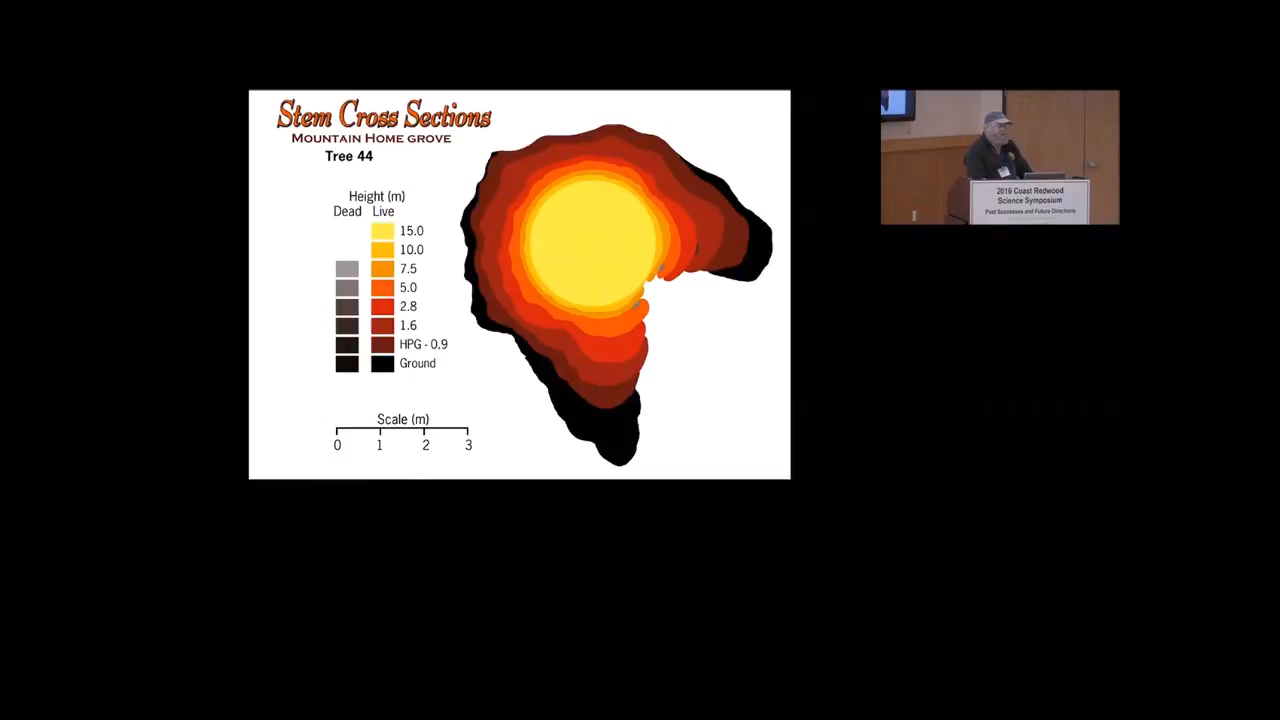 Stem Cross Sections
MOUNTAIN HOME GROVE
Tree 44
Height (m)
Dead Live
15.0
10.0
7.5
5.0
2.8
1.6
HPG - 0.9
Ground
Scale (m)
0 1 2 3
2016 Coast Redwood
Science Symposium
Past Successes and Future Directions